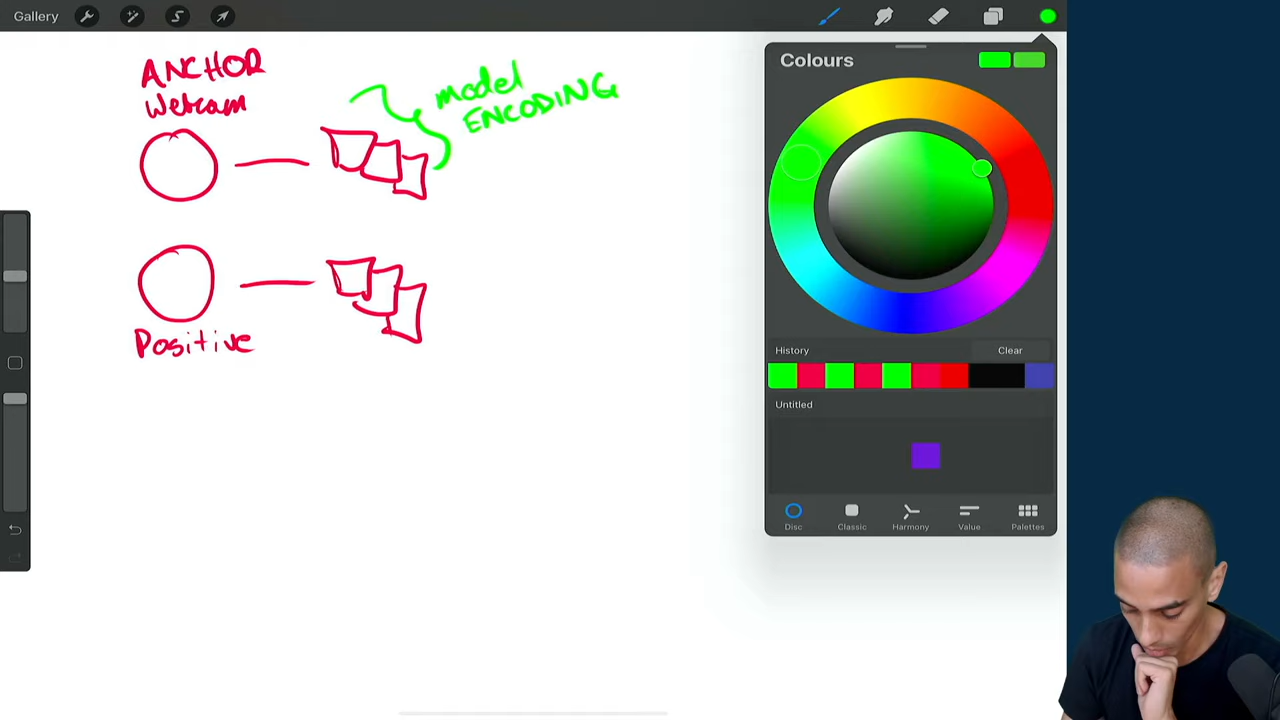 Gallery
Colours
ANCHOR
Webcam
model
ENCODING
Positive
History
Clear
Untitled
Disc
Classic
Harmony
Value
Palettes